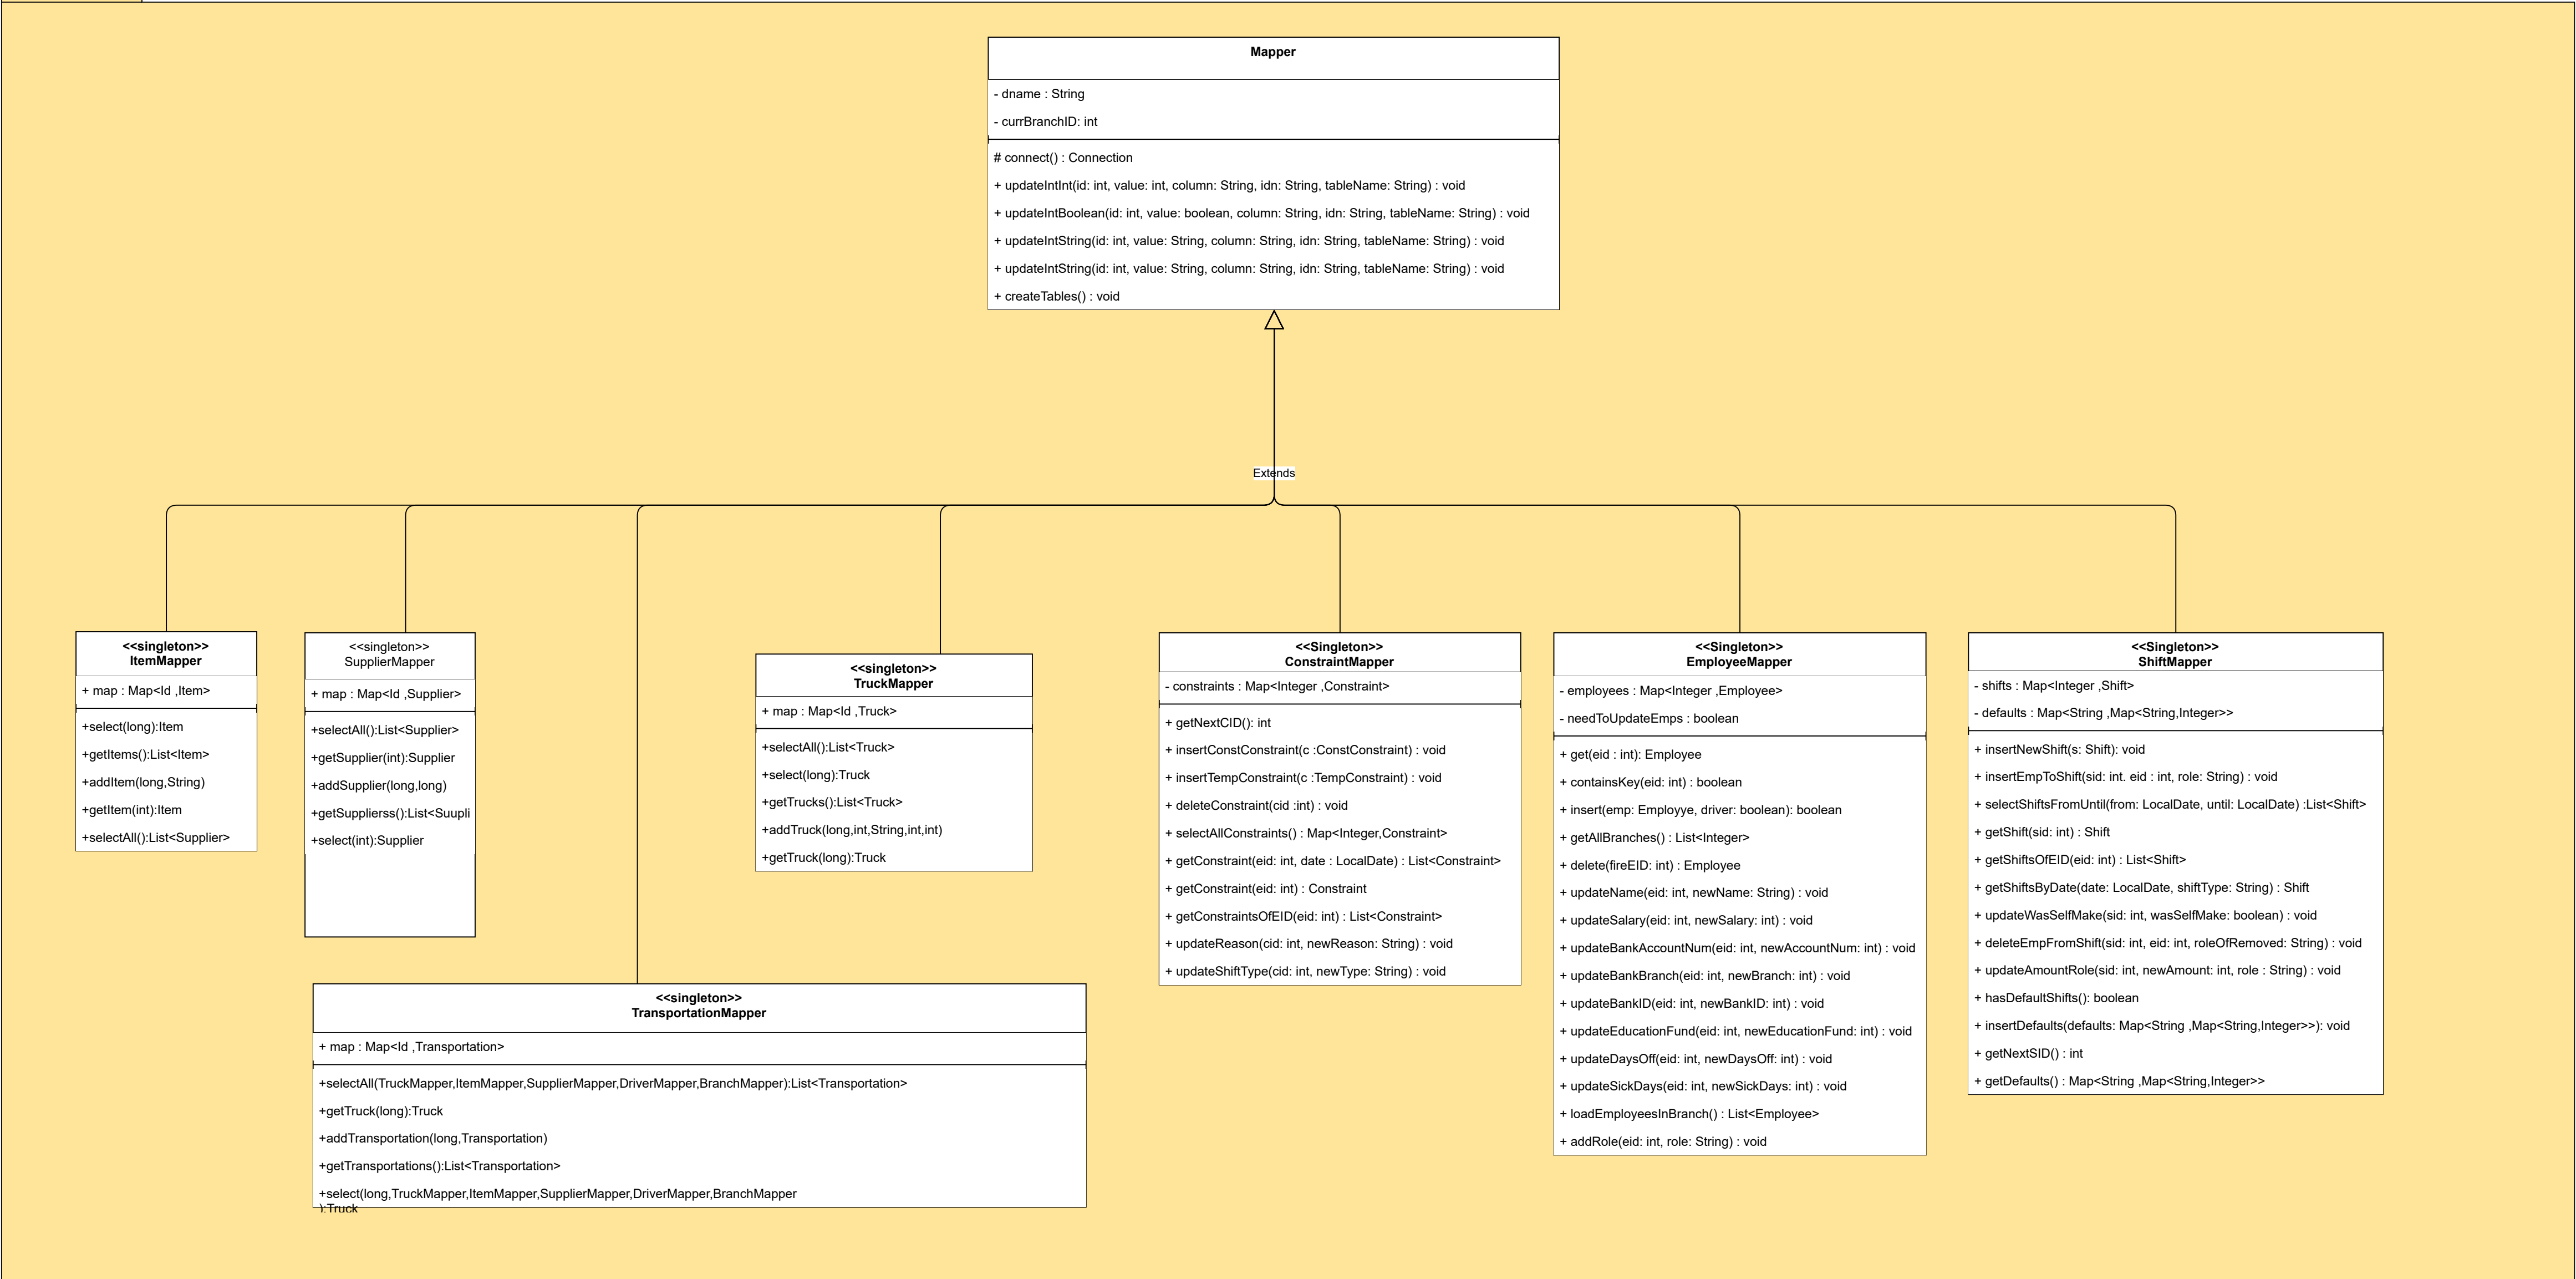 Mapper
- dname : String
- currBranchID: int
# connect() : Connection
+ updateIntInt(id: int, value: int, column: String, idn: String, tableName: String) : void
+ updateIntBoolean(id: int, value: boolean, column: String, idn: String, tableName: String) : void
+ updateIntString(id: int, value: String, column: String, idn: String, tableName: String) : void
+ updateIntString(id: int, value: String, column: String, idn: String, tableName: String) : void
+ createTables() : void
Extends
<<singleton>>
ItemMapper
+ map : Map<Id ,Item>
+select(long):Item
+getItems():List<Item>
+addItem(long,String)
+getItem(int):Item
+selectAll():List<Supplier>
<<singleton>>
SupplierMapper
+ map : Map<Id ,Supplier>
+selectAll():List<Supplier>
+getSupplier(int):Supplier
+addSupplier(long,long)
+getSupplierss():List<Suupli
+select(int):Supplier
<<singleton>>
TruckMapper
+ map : Map<Id ,Truck>
+selectAll():List<Truck>
+select(long):Truck
+getTrucks():List<Truck>
+addTruck(long,int,String,int,int)
+getTruck(long):Truck
<<Singleton>>
ConstraintMapper
- constraints : Map<Integer ,Constraint>
+ getNextCID(): int
+ insertConstConstraint(c :ConstConstraint) : void
+ insertTempConstraint(c :TempConstraint) : void
+ deleteConstraint(cid :int) : void
+ selectAllConstraints() : Map<Integer,Constraint>
+ getConstraint(eid: int, date : LocalDate) : List<Constraint>
+ getConstraint(eid: int) : Constraint
+ getConstraintsOfEID(eid: int) : List<Constraint>
+ updateReason(cid: int, newReason: String) : void
+ updateShiftType(cid: int, newType: String) : void
<<Singleton>>
EmployeeMapper
- employees : Map<Integer ,Employee>
- needToUpdateEmps : boolean
+ get(eid : int): Employee
+ containsKey(eid: int) : boolean
+ insert(emp: Employye, driver: boolean): boolean
+ getAllBranches() : List<Integer>
+ delete(fireEID: int) : Employee
+ updateName(eid: int, newName: String) : void
+ updateSalary(eid: int, newSalary: int) : void
+ updateBankAccountNum(eid: int, newAccountNum: int) : void
+ updateBankBranch(eid: int, newBranch: int) : void
+ updateBankID(eid: int, newBankID: int) : void
+ updateEducationFund(eid: int, newEducationFund: int) : void
+ updateDaysOff(eid: int, newDaysOff: int) : void
+ updateSickDays(eid: int, newSickDays: int) : void
+ loadEmployeesInBranch() : List<Employee>
+ addRole(eid: int, role: String) : void
<<Singleton>>
ShiftMapper
- shifts : Map<Integer ,Shift>
- defaults : Map<String ,Map<String,Integer>>
+ insertNewShift(s: Shift): void
+ insertEmpToShift(sid: int. eid : int, role: String) : void
+ selectShiftsFromUntil(from: LocalDate, until: LocalDate) :List<Shift>
+ getShift(sid: int) : Shift
+ getShiftsOfEID(eid: int) : List<Shift>
+ getShiftsByDate(date: LocalDate, shiftType: String) : Shift
+ updateWasSelfMake(sid: int, wasSelfMake: boolean) : void
+ deleteEmpFromShift(sid: int, eid: int, roleOfRemoved: String) : void
+ updateAmountRole(sid: int, newAmount: int, role : String) : void
+ hasDefaultShifts(): boolean
+ insertDefaults(defaults: Map<String ,Map<String,Integer>>): void
+ getNextSID() : int
+ getDefaults() : Map<String ,Map<String,Integer>>
<<singleton>>
TransportationMapper
+ map : Map<Id ,Transportation>
+selectAll(TruckMapper,ItemMapper,SupplierMapper,DriverMapper,BranchMapper):List<Transportation>
+getTruck(long):Truck
+addTransportation(long,Transportation)
+getTransportations():List<Transportation>
+select(long,TruckMapper,ItemMapper,SupplierMapper,DriverMapper,BranchMapper
):Truck